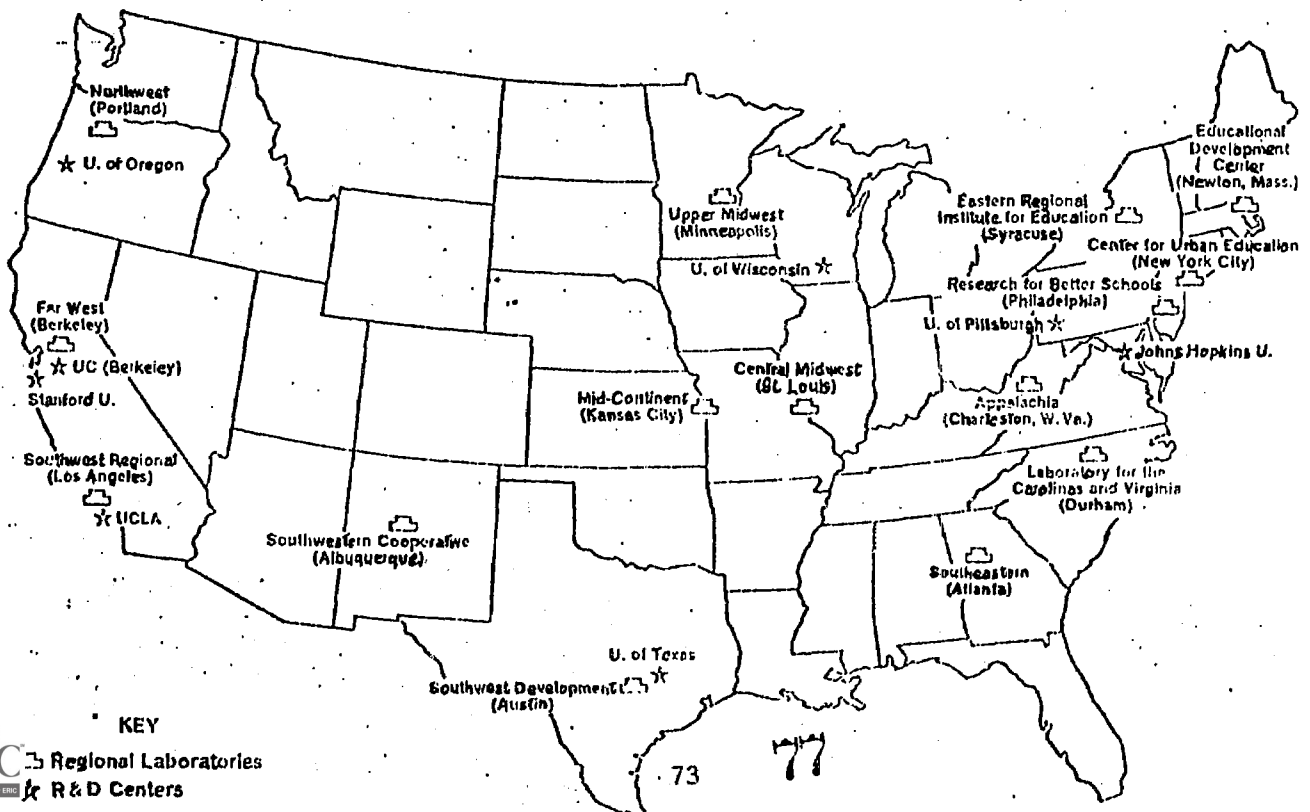 Northwest
(Portland)
U. of Oregon
Educational
Development
Center
(Newton, Mass.)
Upper Midwest
(Minneapolis)
Eastern Regional
Institute for Education
(Syracuse)
Center for Urban Education
(New York City)
U. of Wisconsin
Research for Better Schools
(Philadelphia)
U. of Pittsburgh
Johns Hopkins U.
Far West
(Berkeley)
UC (Berkeley)
Stanford U.
Central Midwest
(St. Louis)
Mid-Continent
(Kansas City)
Appalachia
(Charleston, W. Va.)
Southwest Regional
(Los Angeles)
UCLA
Laboratory for the
Carolinas and Virginia
(Durham)
Southwestern Cooperative
(Albuquerque)
Southeastern
(Atlanta)
U. of Texas
Southwest Development
(Austin)
KEY
Regional Laboratories
R & D Centers
ERIC
73
77